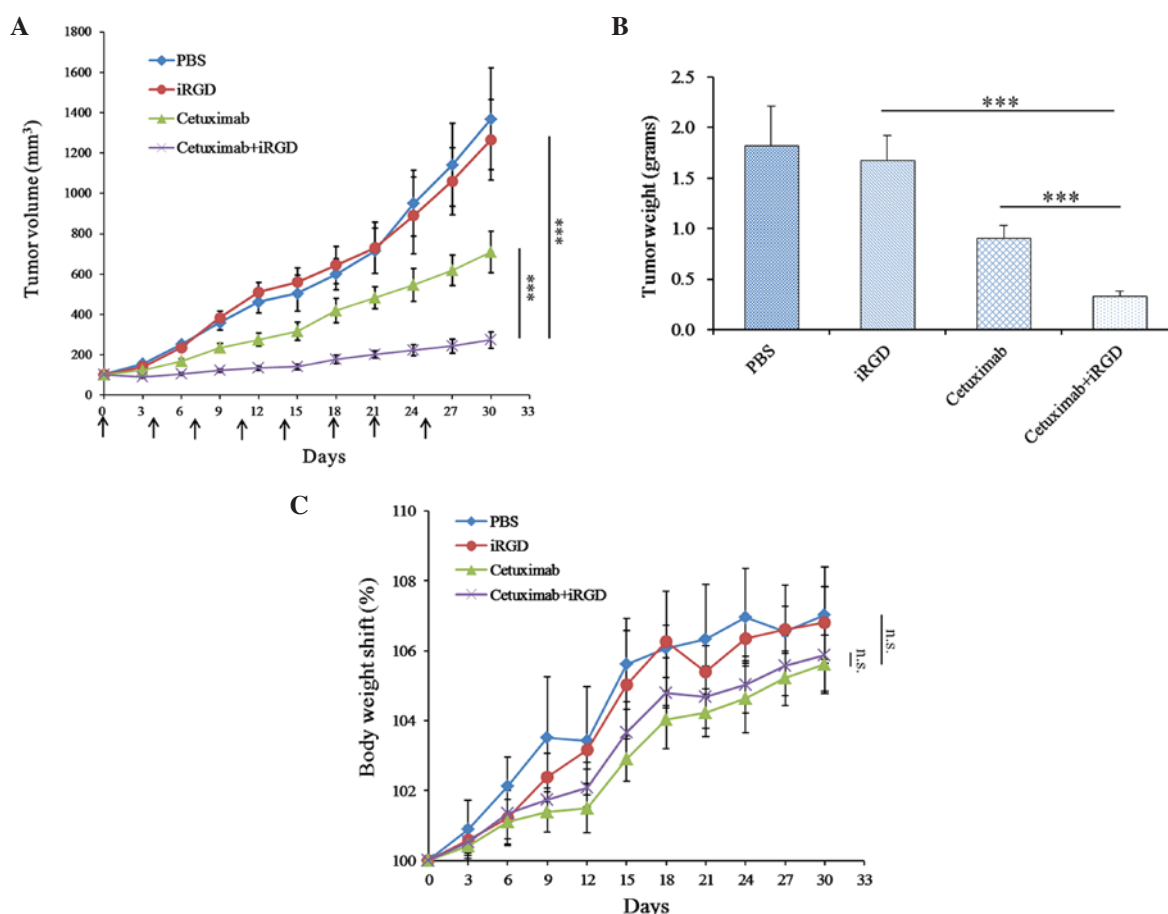 A
Tumor volume (mm³)
1800
1600
1400
1200
1000
800
600
400
200
0
PBS
iRGD
Cetuximab
Cetuximab+iRGD
***
***
0 3 6 9 12 15 18 21 24 27 30 33
Days
B
Tumor weight (grams)
2.5
2.0
1.5
1.0
0.5
0.0
***
***
PBS
iRGD
Cetuximab
Cetuximab+iRGD
C
Body weight shift (%)
110
108
106
104
102
100
PBS
iRGD
Cetuximab
Cetuximab+iRGD
n.s.
n.s.
0 3 6 9 12 15 18 21 24 27 30 33
Days